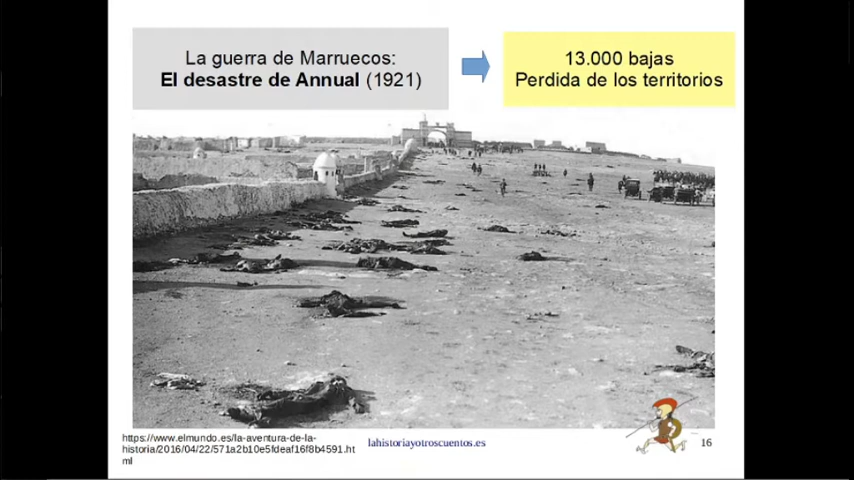 La guerra de Marruecos:
El desastre de Annual (1921)
13.000 bajas
Perdida de los territorios
https://www.elmundo.es/la-aventura-de-la-
historia/2016/04/22/571a2b10e5fdeaf16f8b4591.ht
ml
lahistoriayotroscuentos.es
16